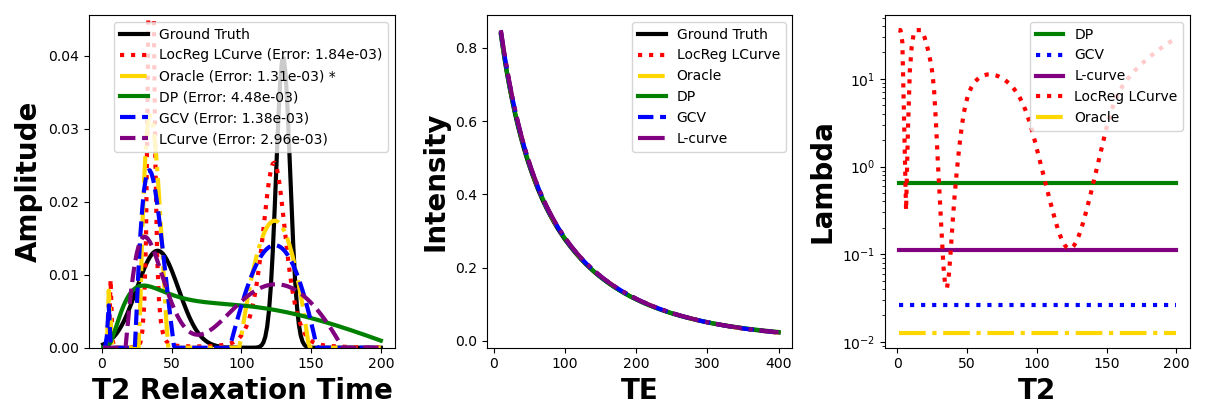 Amplitude
0.04
0.03
0.02
0.01
0.00
0
50
100
150
200
T2 Relaxation Time
Ground Truth
LocReg LCurve (Error: 1.84e-03)
Oracle (Error: 1.31e-03) *
DP (Error: 4.48e-03)
GCV (Error: 1.38e-03)
LCurve (Error: 2.96e-03)
Intensity
0.8
0.6
0.4
0.2
0.0
0
100
200
300
400
TE
Ground Truth
LocReg LCurve
Oracle
DP
GCV
L-curve
Lambda
10¹
10⁰
10⁻¹
10⁻²
0
50
100
150
200
T2
DP
GCV
L-curve
LocReg LCurve
Oracle